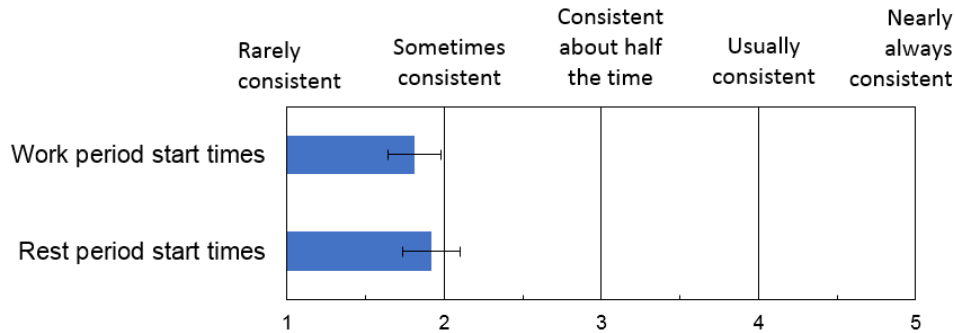 Rarely
consistent
Sometimes
consistent
Consistent
about half
the time
Usually
consistent
Nearly
always
consistent
Work period start times
Rest period start times
1 2 3 4 5